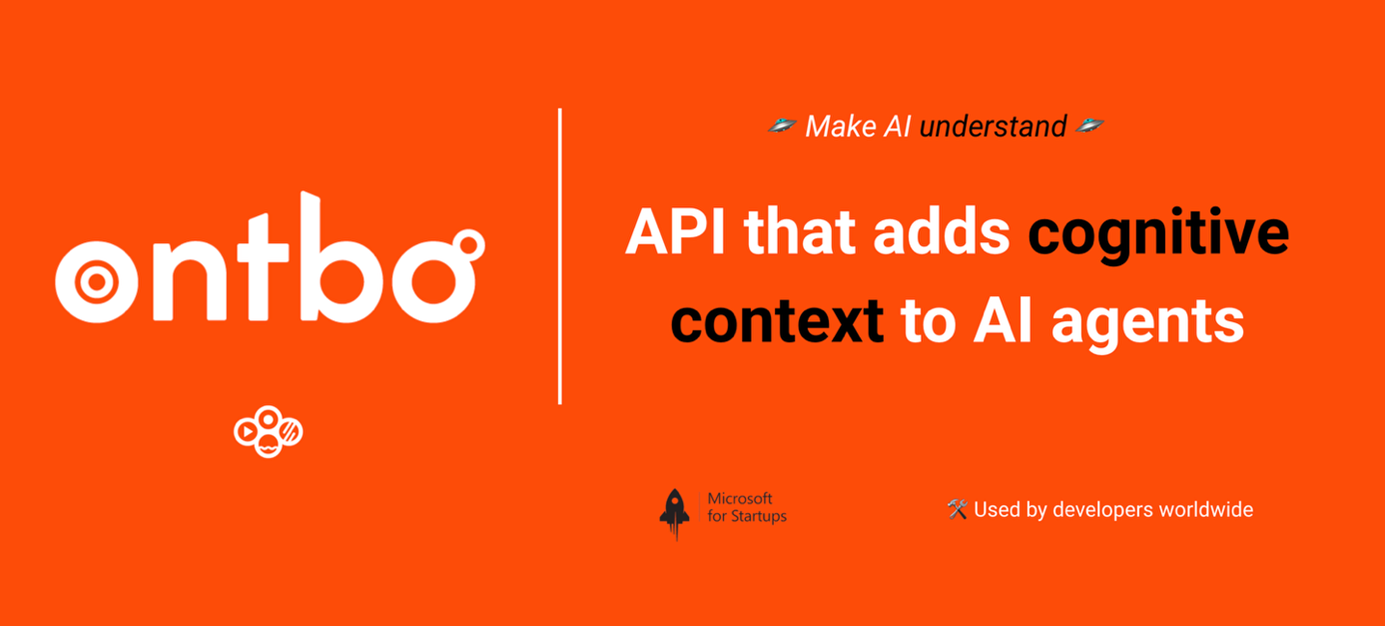 ontbo
🛸 Make AI understand 🛸
API that adds cognitive
context to AI agents
Microsoft
for Startups
🛠 Used by developers worldwide